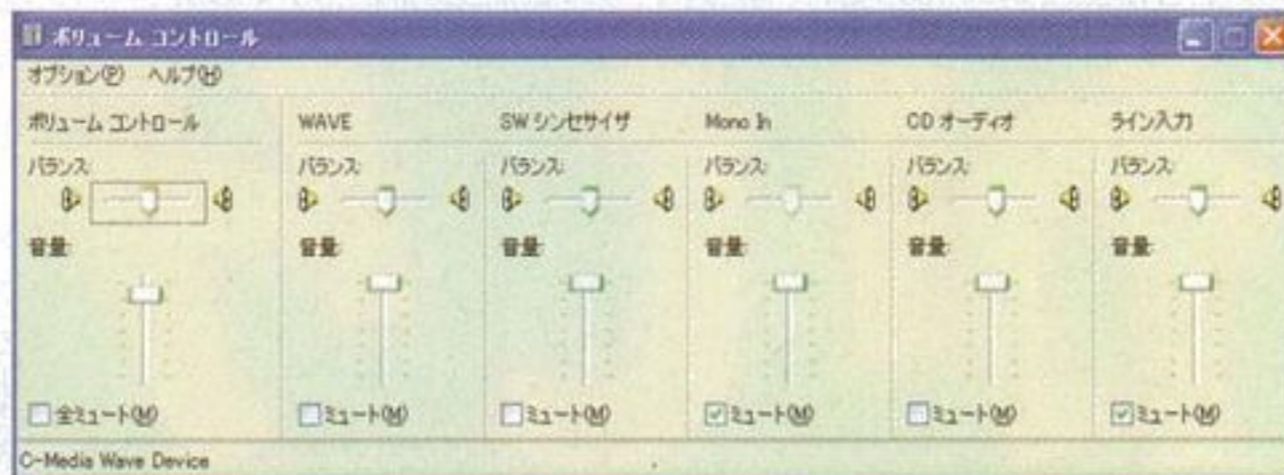 ボリューム コントロール
オプション(P) ヘルプ(H)
ボリューム コントロール WAVE SW シンセサイザ Mono In CD オーディオ ライン入力
バランス: バランス: バランス: バランス: バランス: バランス:
音量: 音量: 音量: 音量: 音量: 音量:
全ミュート(M) ミュート(M) ミュート(M) ミュート(M) ミュート(M) ミュート(M)
C-Media Wave Device